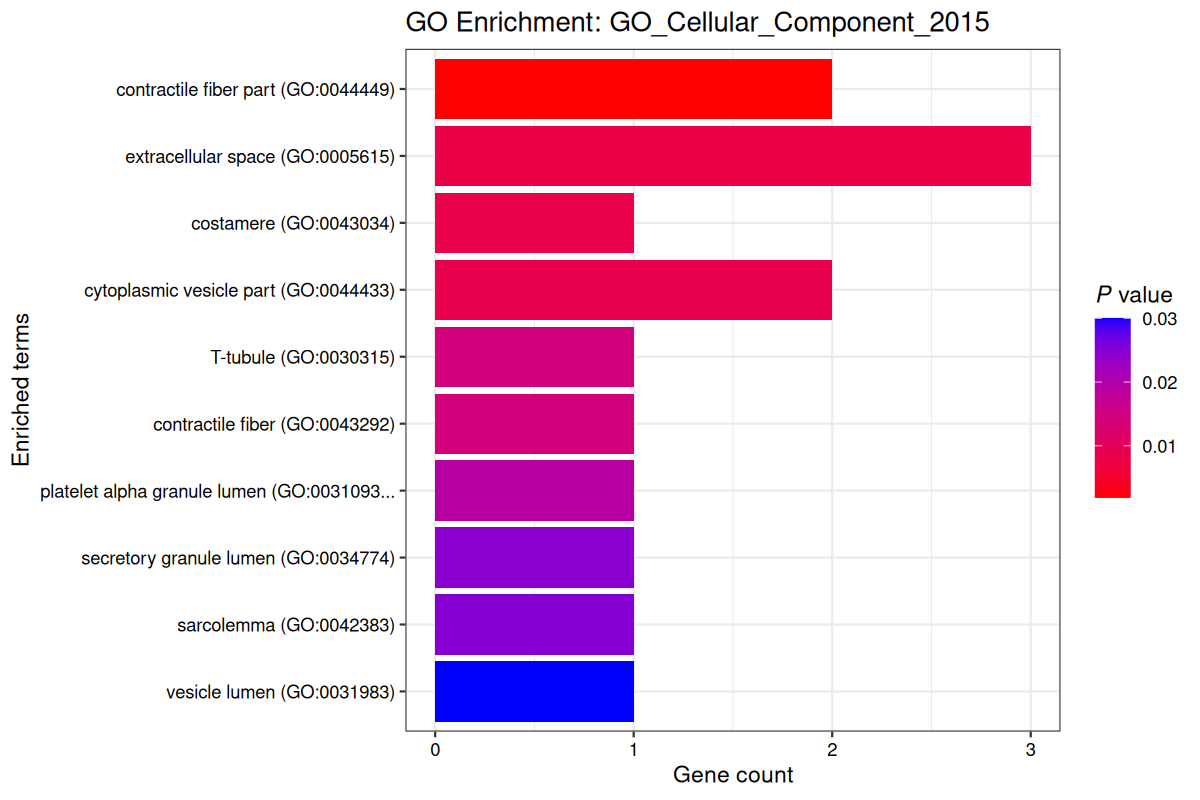 GO Enrichment: GO_Cellular_Component_2015
contractile fiber part (GO:0044449)
extracellular space (GO:0005615)
costamere (GO:0043034)
cytoplasmic vesicle part (GO:0044433)
T-tubule (GO:0030315)
contractile fiber (GO:0043292)
platelet alpha granule lumen (GO:0031093...
secretory granule lumen (GO:0034774)
sarcolemma (GO:0042383)
vesicle lumen (GO:0031983)
Enriched terms
0 1 2 3
Gene count
P value
0.03
0.02
0.01